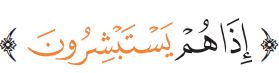 ﴿ إِذَا هُمْ يَسْتَبْشِرُونَ ﴾